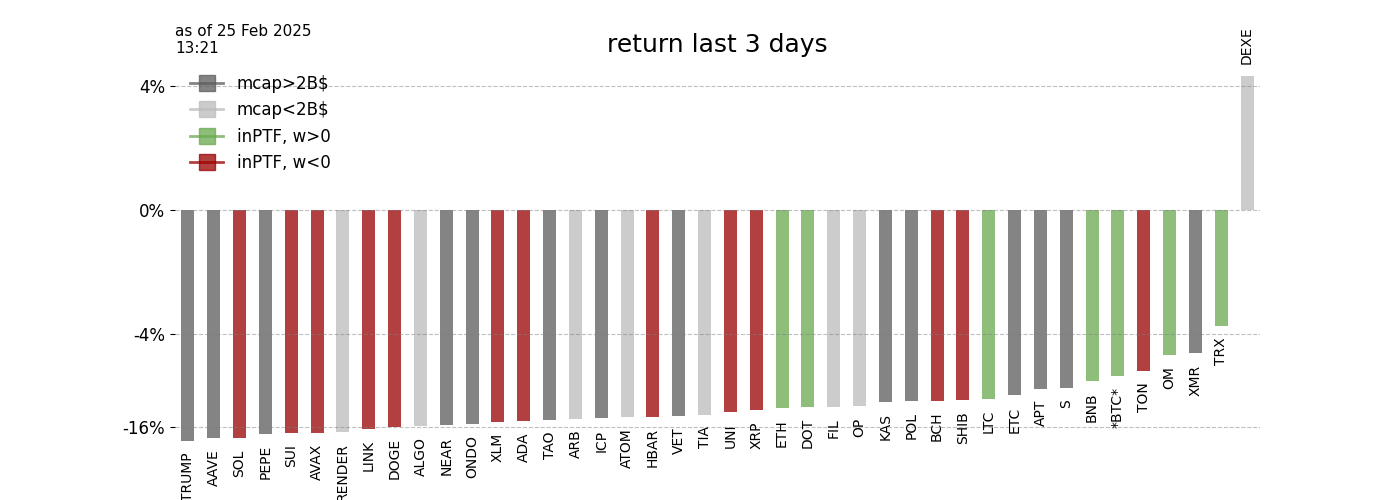 as of 25 Feb 2025
13:21
return last 3 days
mcap>2B$
mcap<2B$
inPTF, w>0
inPTF, w<0
4%
0%
-4%
-16%
TRUMP
AAVE
SOL
PEPE
SUI
AVAX
RENDER
LINK
DOGE
ALGO
NEAR
ONDO
XLM
ADA
TAO
ARB
ICP
ATOM
HBAR
VET
TIA
UNI
XRP
ETH
DOT
FIL
OP
KAS
POL
BCH
SHIB
LTC
ETC
APT
S
BNB
*BTC*
TON
OM
XMR
TRX
DEXE